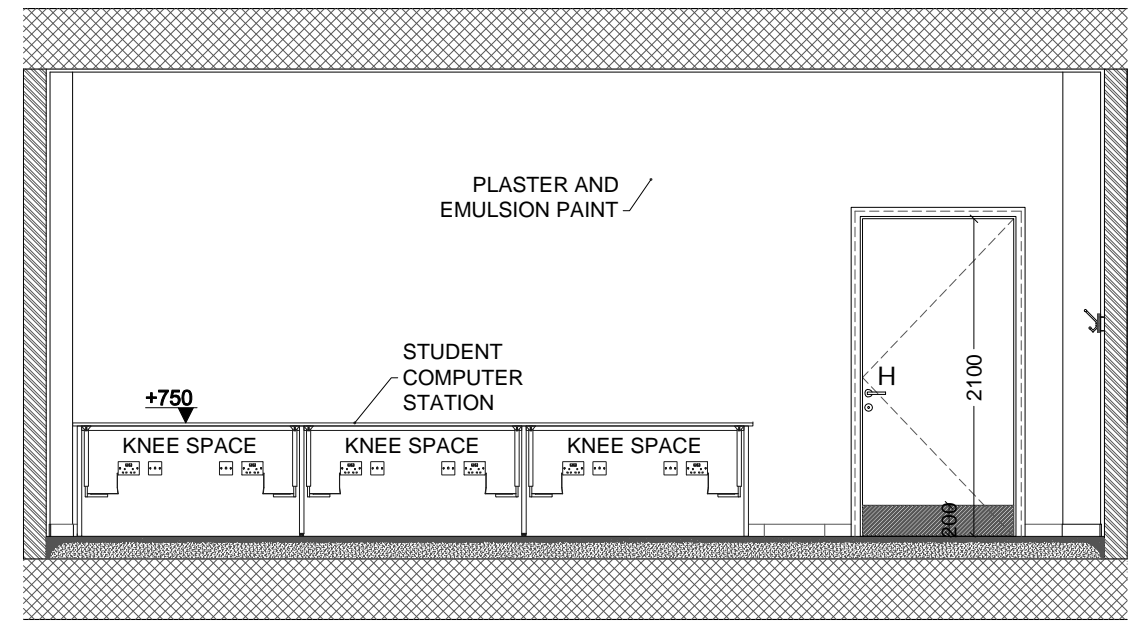 PLASTER AND
EMULSION PAINT
STUDENT
COMPUTER
STATION
+750
H
2100
KNEE SPACE KNEE SPACE KNEE SPACE
200